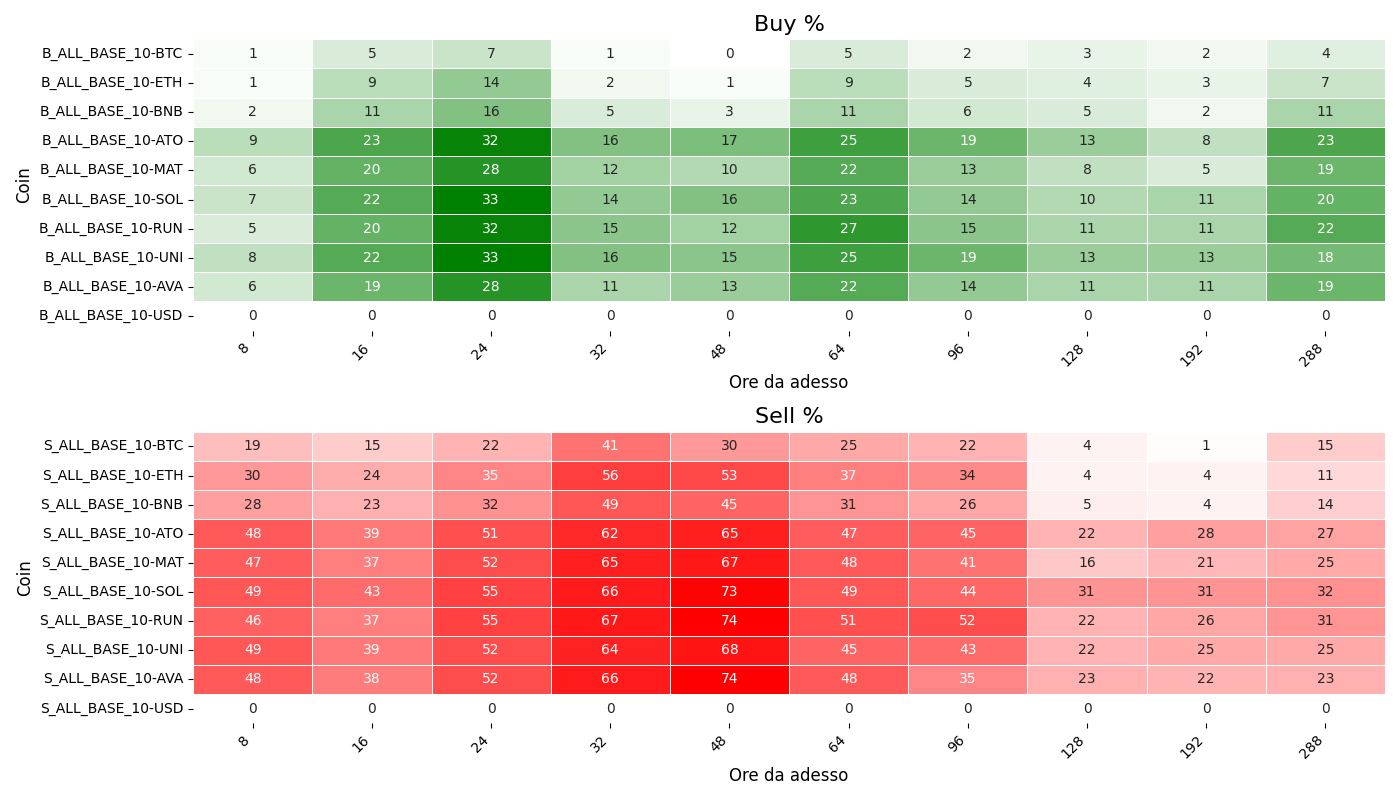 Buy %
Coin
B_ALL_BASE_10-BTC 1 5 7 1 0 5 2 3 2 4
B_ALL_BASE_10-ETH 1 9 14 2 1 9 5 4 3 7
B_ALL_BASE_10-BNB 2 11 16 5 3 11 6 5 2 11
B_ALL_BASE_10-ATO 9 23 32 16 17 25 19 13 8 23
B_ALL_BASE_10-MAT 6 20 28 12 10 22 13 8 5 19
B_ALL_BASE_10-SOL 7 22 33 14 16 23 14 10 11 20
B_ALL_BASE_10-RUN 5 20 32 15 12 27 15 11 11 22
B_ALL_BASE_10-UNI 8 22 33 16 15 25 19 13 13 18
B_ALL_BASE_10-AVA 6 19 28 11 13 22 14 11 11 19
B_ALL_BASE_10-USD 0 0 0 0 0 0 0 0 0 0
8 16 24 32 48 64 96 128 192 288
Ore da adesso
Sell %
Coin
S_ALL_BASE_10-BTC 19 15 22 41 30 25 22 4 1 15
S_ALL_BASE_10-ETH 30 24 35 56 53 37 34 4 4 11
S_ALL_BASE_10-BNB 28 23 32 49 45 31 26 5 4 14
S_ALL_BASE_10-ATO 48 39 51 62 65 47 45 22 28 27
S_ALL_BASE_10-MAT 47 37 52 65 67 48 41 16 21 25
S_ALL_BASE_10-SOL 49 43 55 66 73 49 44 31 31 32
S_ALL_BASE_10-RUN 46 37 55 67 74 51 52 22 26 31
S_ALL_BASE_10-UNI 49 39 52 64 68 45 43 22 25 25
S_ALL_BASE_10-AVA 48 38 52 66 74 48 35 23 22 23
S_ALL_BASE_10-USD 0 0 0 0 0 0 0 0 0 0
8 16 24 32 48 64 96 128 192 288
Ore da adesso